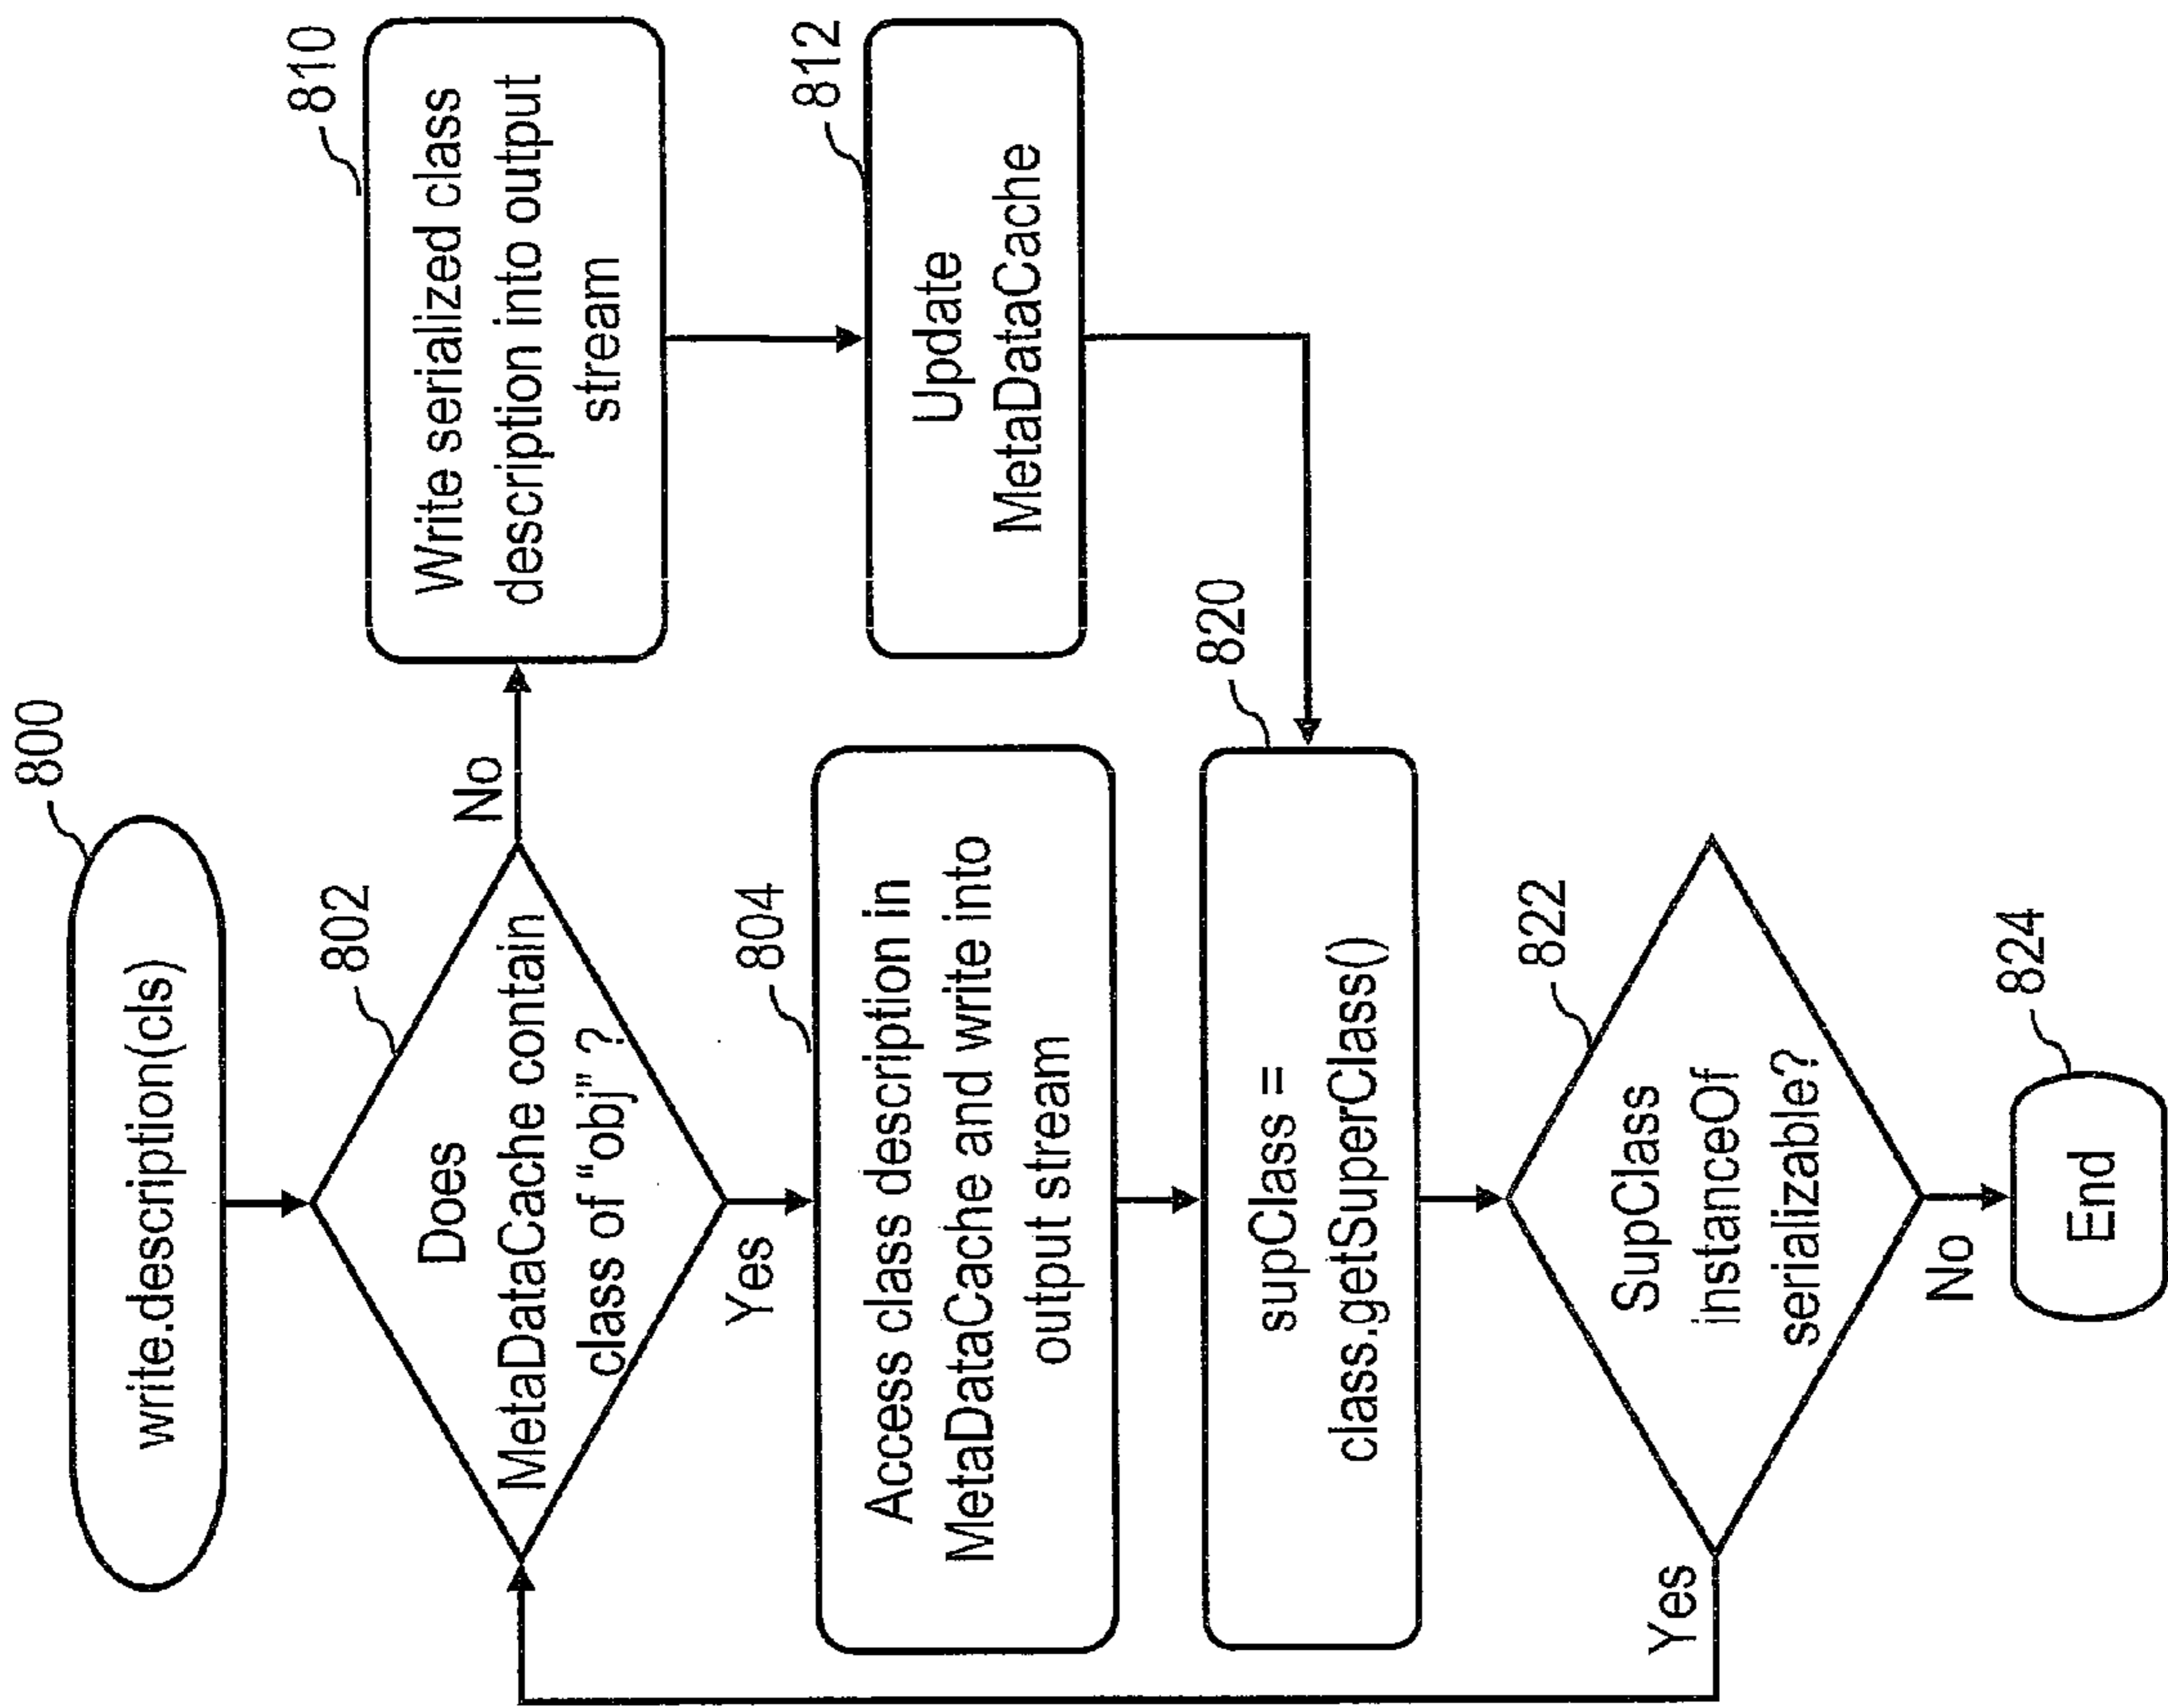 800
write.description(cls)
802
Does
MetaDataCache contain
class of “obj” ?
No
Yes
810
Write serialized class
description into output
stream
804
Access class description in
MetaDataCache and write into
output stream
812
Update
MetaDataCache
820
supClass =
class.getSuperClass()
822
SupClass
instanceOf
serializable?
Yes
No
824
End